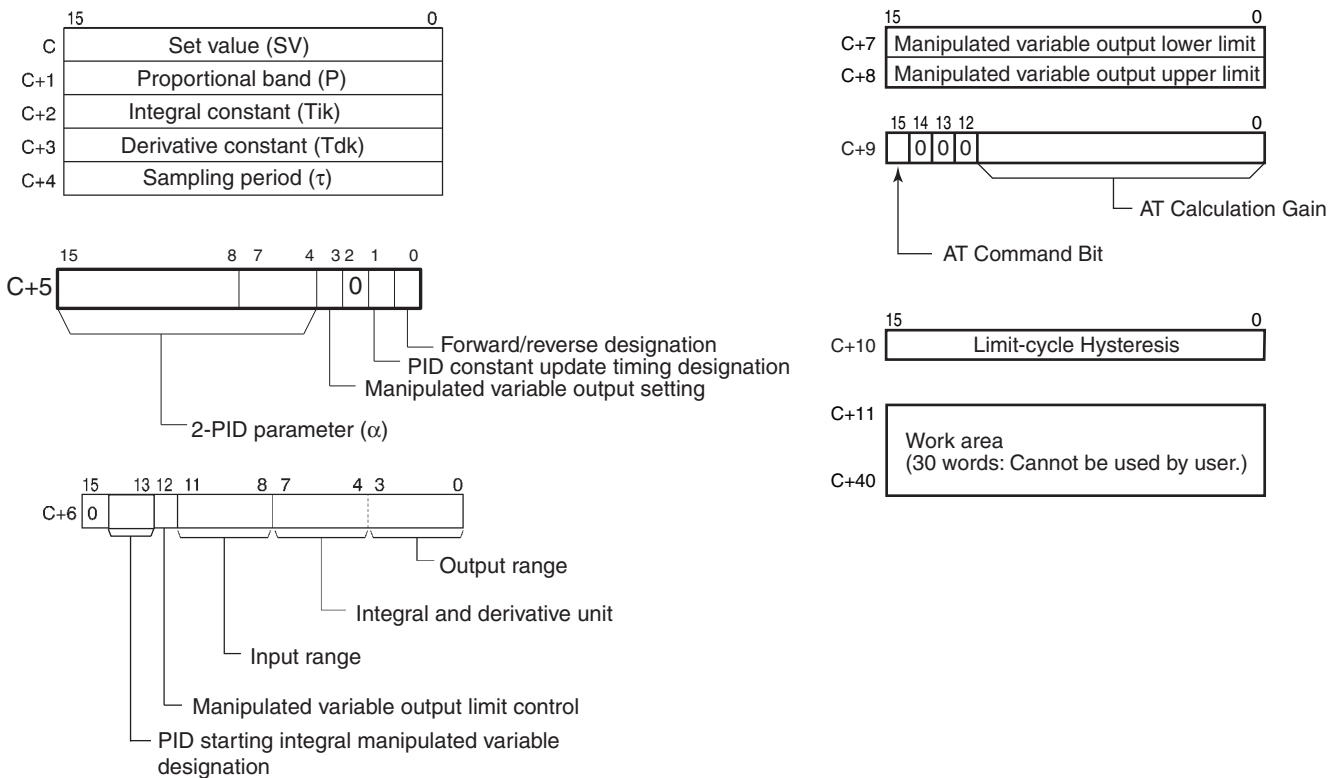 15 0
C Set value (SV)
C+1 Proportional band (P)
C+2 Integral constant (Tik)
C+3 Derivative constant (Tdk)
C+4 Sampling period (τ)
15 8 7 4 3 2 1 0
C+5 0
Forward/reverse designation
PID constant update timing designation
Manipulated variable output setting
2-PID parameter (α)
15 13 12 11 8 7 4 3 0
C+6 0
Output range
Integral and derivative unit
Input range
Manipulated variable output limit control
PID starting integral manipulated variable
designation
15 0
C+7 Manipulated variable output lower limit
C+8 Manipulated variable output upper limit
15 14 13 12 0
C+9 0 0 0
AT Calculation Gain
AT Command Bit
15 0
C+10 Limit-cycle Hysteresis
C+11
Work area
(30 words: Cannot be used by user.)
C+40